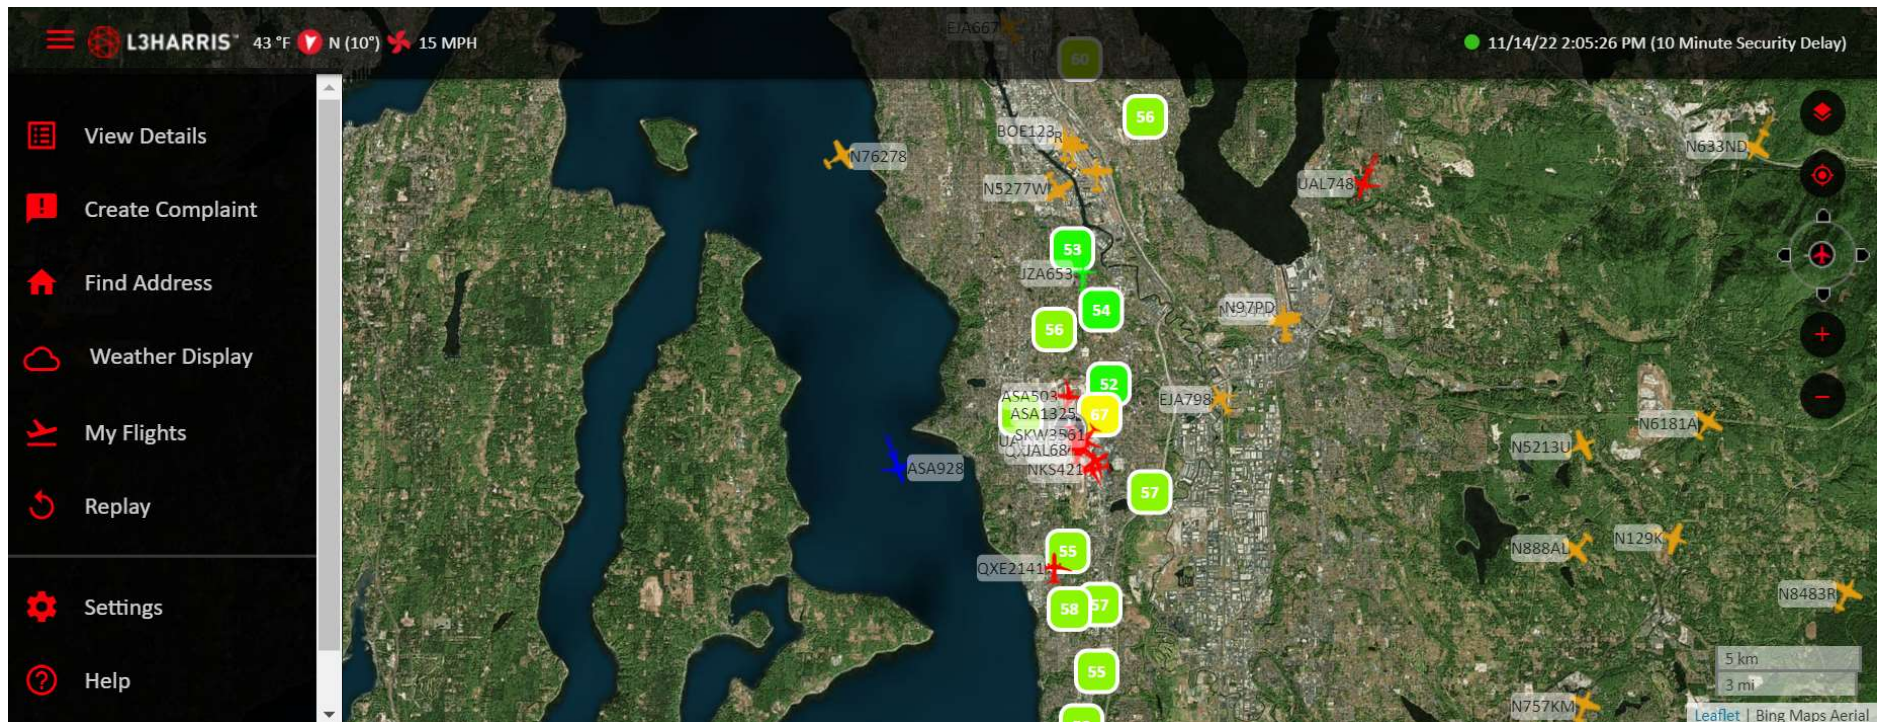 L3HARRIS™ 43 °F N (10°) 15 MPH
11/14/22 2:05:26 PM (10 Minute Security Delay)
View Details
Create Complaint
Find Address
Weather Display
My Flights
Replay
Settings
Help
EJA667
60
56
BOE123
N76278
N5277W
UAL748
N633ND
53
JZA653
54
56
N97PD
52
ASA503
ASA1325
67
SKW3561
JAL68
NKS421
EJA798
ASA928
57
N6181A
N5213U
55
QXE2141
N888AL
N129K
58
57
N8483R
55
N757KM
5 km
3 mi
Leaflet | Bing Maps Aerial